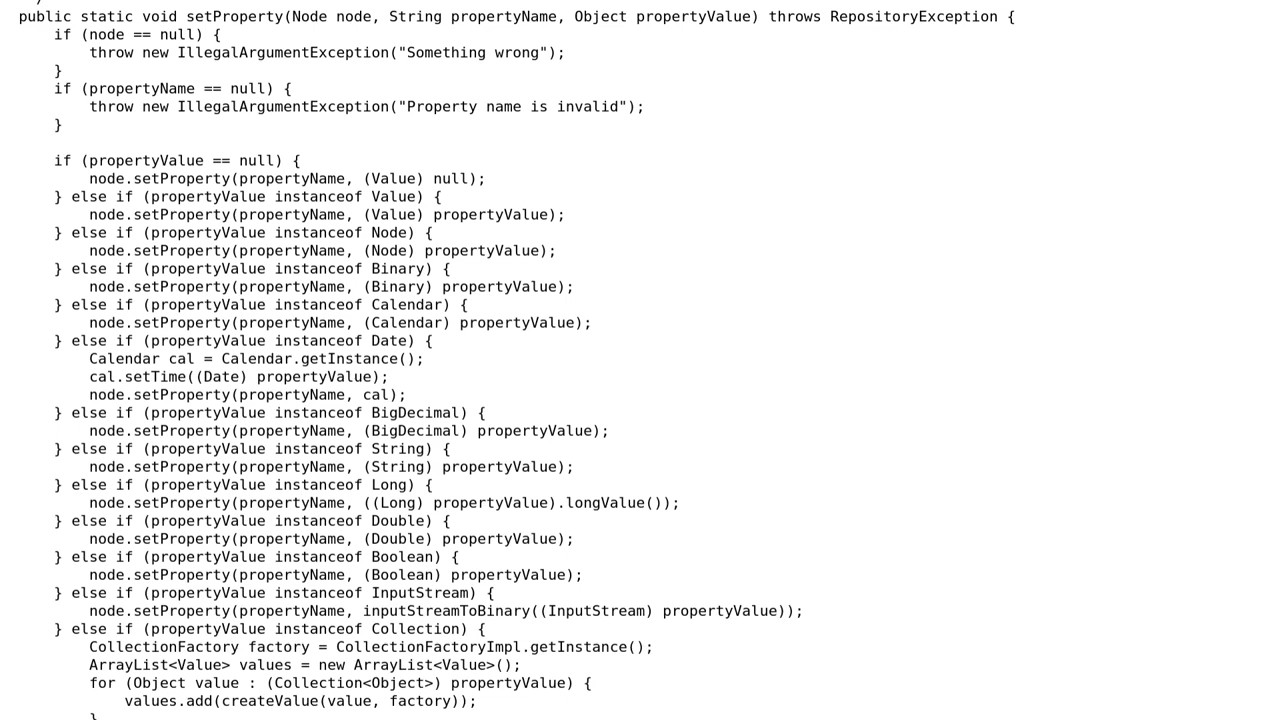 public static void setProperty(Node node, String propertyName, Object propertyValue) throws RepositoryException {
    if (node == null) {
        throw new IllegalArgumentException("Something wrong");
    }
    if (propertyName == null) {
        throw new IllegalArgumentException("Property name is invalid");
    }

    if (propertyValue == null) {
        node.setProperty(propertyName, (Value) null);
    } else if (propertyValue instanceof Value) {
        node.setProperty(propertyName, (Value) propertyValue);
    } else if (propertyValue instanceof Node) {
        node.setProperty(propertyName, (Node) propertyValue);
    } else if (propertyValue instanceof Binary) {
        node.setProperty(propertyName, (Binary) propertyValue);
    } else if (propertyValue instanceof Calendar) {
        node.setProperty(propertyName, (Calendar) propertyValue);
    } else if (propertyValue instanceof Date) {
        Calendar cal = Calendar.getInstance();
        cal.setTime((Date) propertyValue);
        node.setProperty(propertyName, cal);
    } else if (propertyValue instanceof BigDecimal) {
        node.setProperty(propertyName, (BigDecimal) propertyValue);
    } else if (propertyValue instanceof String) {
        node.setProperty(propertyName, (String) propertyValue);
    } else if (propertyValue instanceof Long) {
        node.setProperty(propertyName, ((Long) propertyValue).longValue());
    } else if (propertyValue instanceof Double) {
        node.setProperty(propertyName, (Double) propertyValue);
    } else if (propertyValue instanceof Boolean) {
        node.setProperty(propertyName, (Boolean) propertyValue);
    } else if (propertyValue instanceof InputStream) {
        node.setProperty(propertyName, inputStreamToBinary((InputStream) propertyValue));
    } else if (propertyValue instanceof Collection) {
        CollectionFactory factory = CollectionFactoryImpl.getInstance();
        ArrayList<Value> values = new ArrayList<Value>();
        for (Object value : (Collection<Object>) propertyValue) {
            values.add(createValue(value, factory));
        }